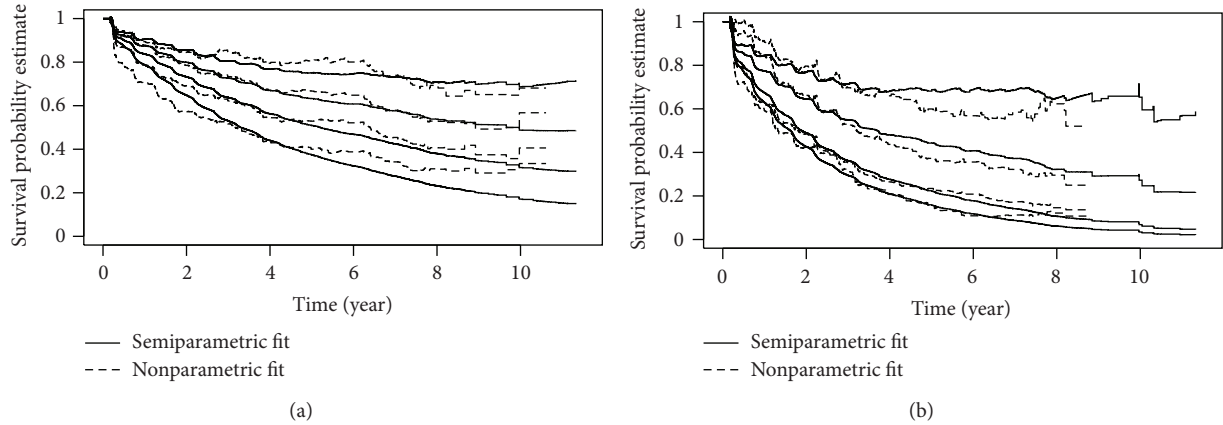 Survival probability estimate
1
0.8
0.6
0.4
0.2
0
0 2 4 6 8 10
Time (year)
Semiparametric fit
Nonparametric fit
(a)
Survival probability estimate
1
0.8
0.6
0.4
0.2
0
0 2 4 6 8 10
Time (year)
Semiparametric fit
Nonparametric fit
(b)